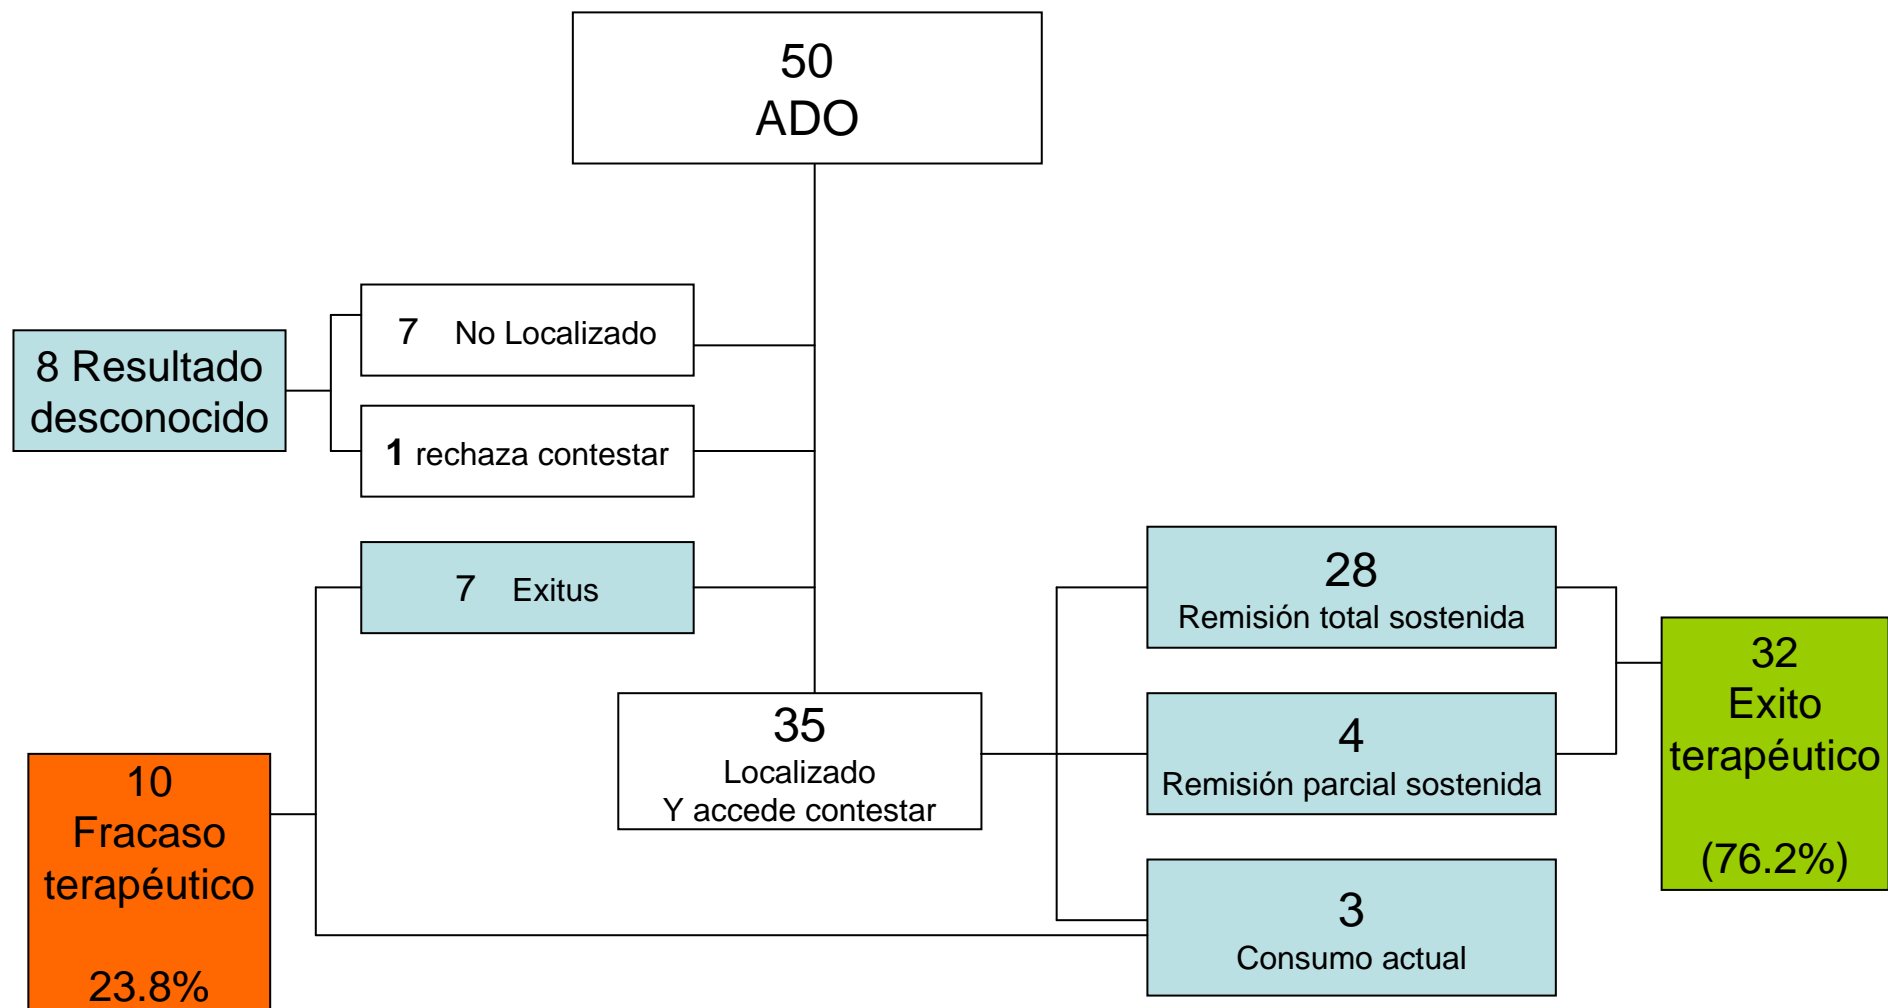 50
ADO
7 No Localizado
8 Resultado
desconocido
1 rechaza contestar
7 Exitus
28
Remisión total sostenida
32
Exito
terapéutico
(76.2%)
35
Localizado
Y accede contestar
4
Remisión parcial sostenida
10
Fracaso
terapéutico
23.8%
3
Consumo actual